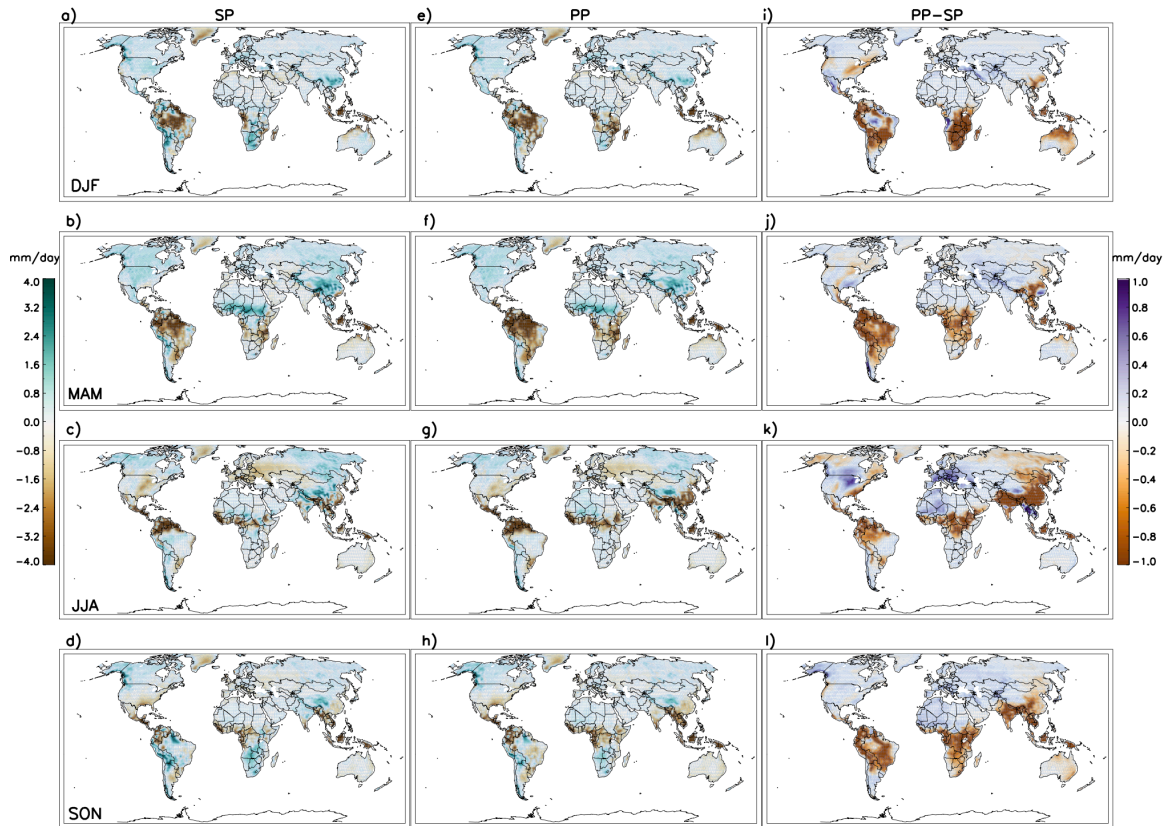 a) SP e) PP i) PP−SP
DJF
b) f) j)
mm/day mm/day
4.0 1.0
3.2 0.8
2.4 0.6
1.6 0.4
0.8 0.2
0.0 0.0
−0.8 −0.2
−1.6 −0.4
−2.4 −0.6
−3.2 −0.8
−4.0 −1.0
MAM
c) g) k)
JJA
d) h) l)
SON